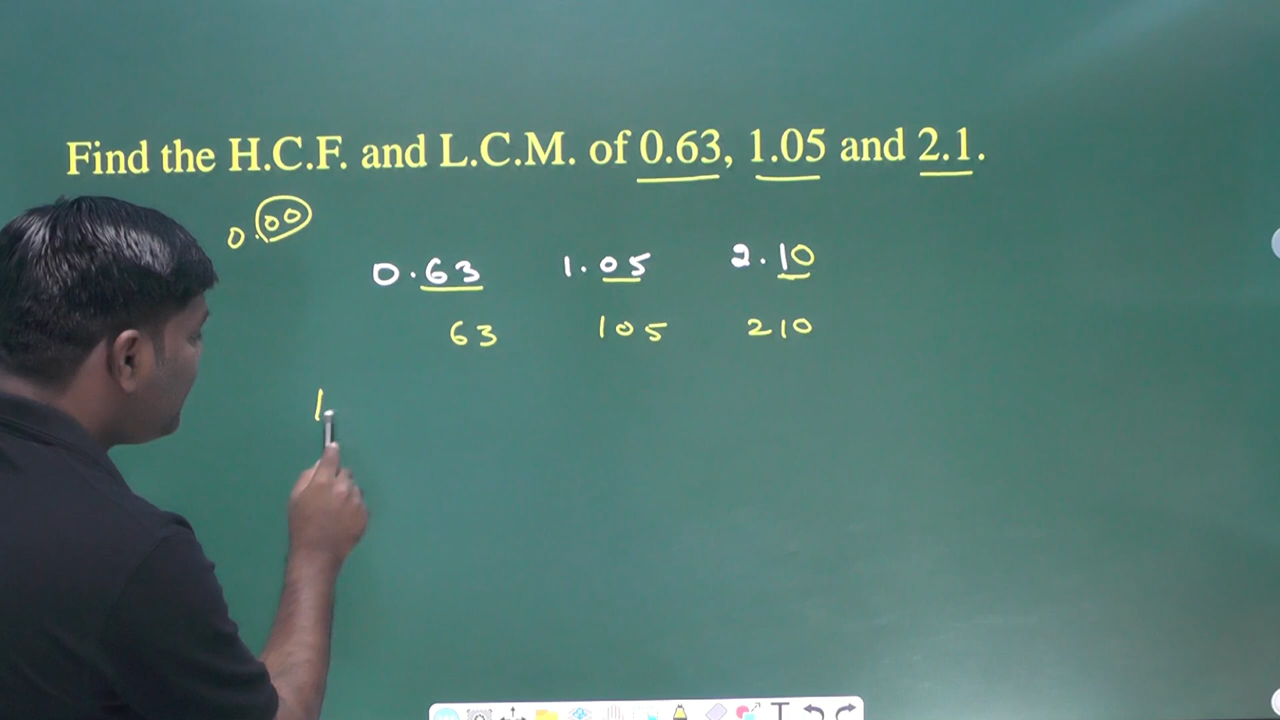 Find the H.C.F. and L.C.M. of 0.63, 1.05 and 2.1.
0.00
0.63 1.05 2.10
63 105 210
1